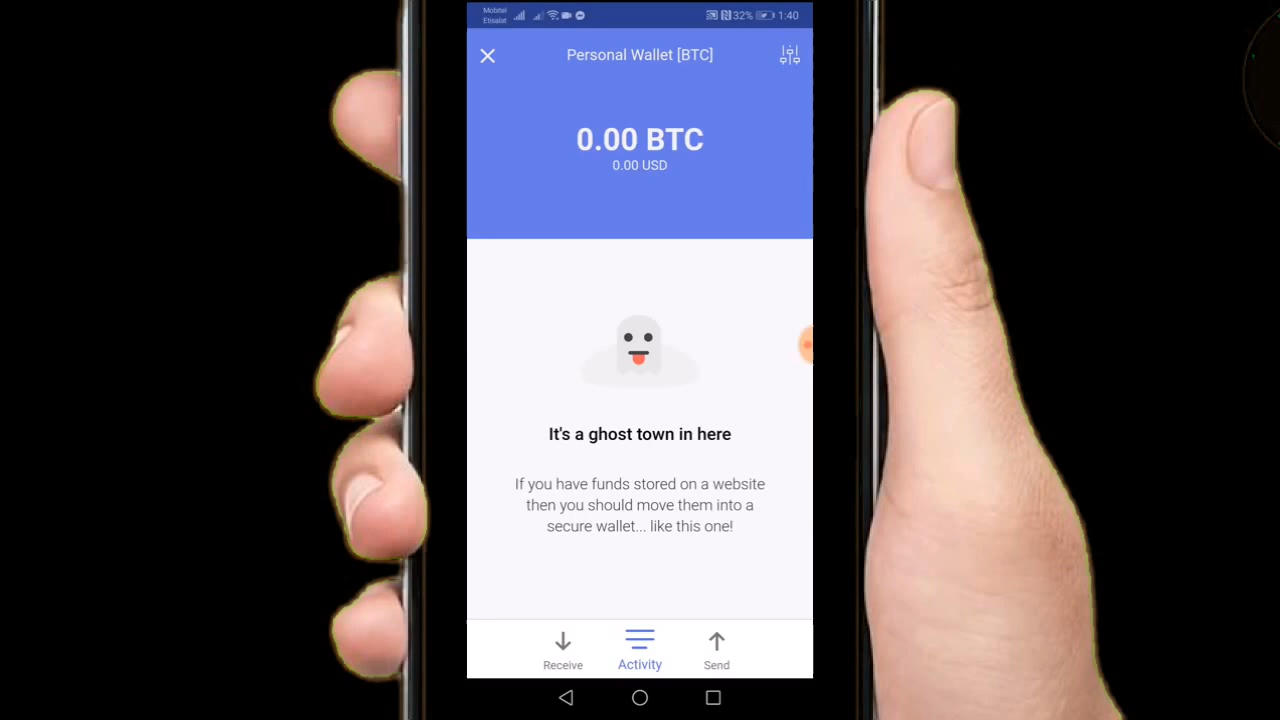 Mobitel
Etisalat
32% 1:40
Personal Wallet [BTC]
0.00 BTC
0.00 USD
It's a ghost town in here
If you have funds stored on a website
then you should move them into a
secure wallet... like this one!
Receive
Activity
Send